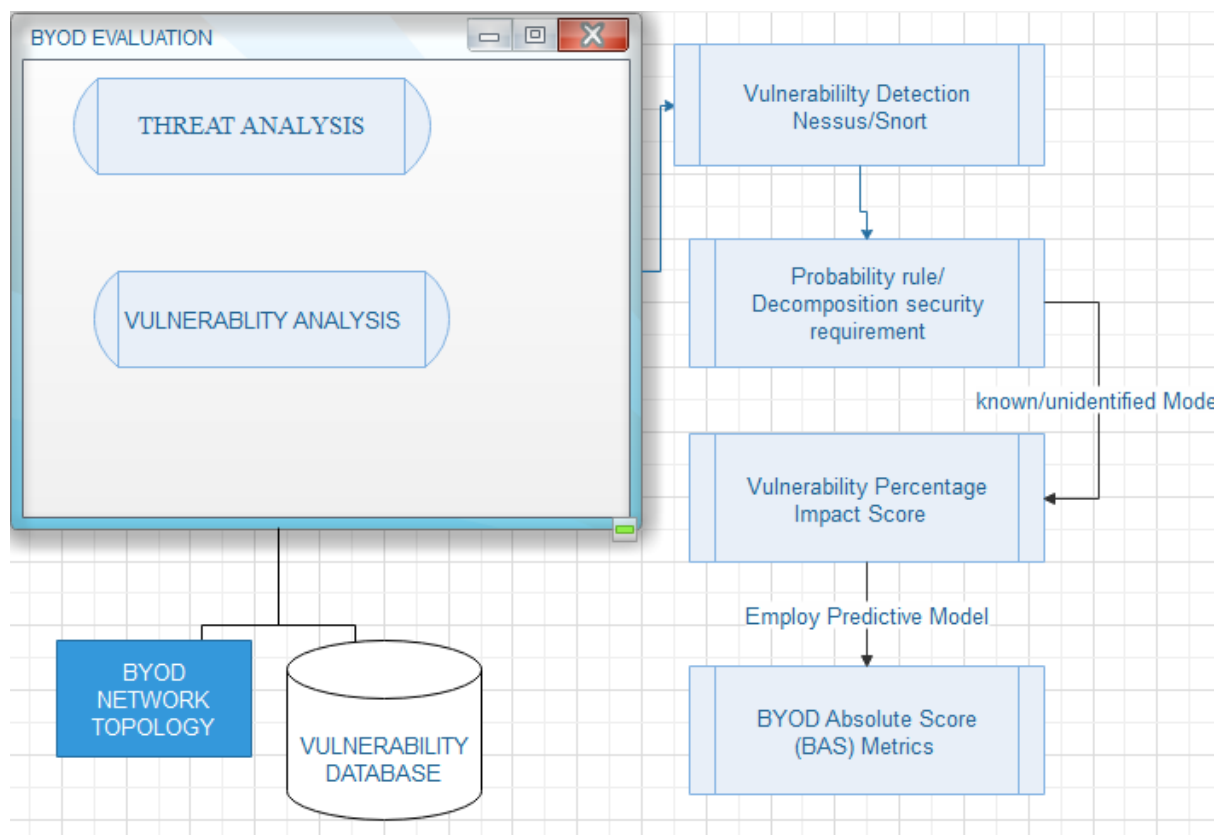 BYOD EVALUATION
THREAT ANALYSIS
VULNERABLITY ANALYSIS
BYOD
NETWORK
TOPOLOGY
VULNERABILITY
DATABASE
Vulnerabililty Detection
Nessus/Snort
Probability rule/
Decomposition security
requirement
known/unidentified Mode
Vulnerability Percentage
Impact Score
Employ Predictive Model
BYOD Absolute Score
(BAS) Metrics